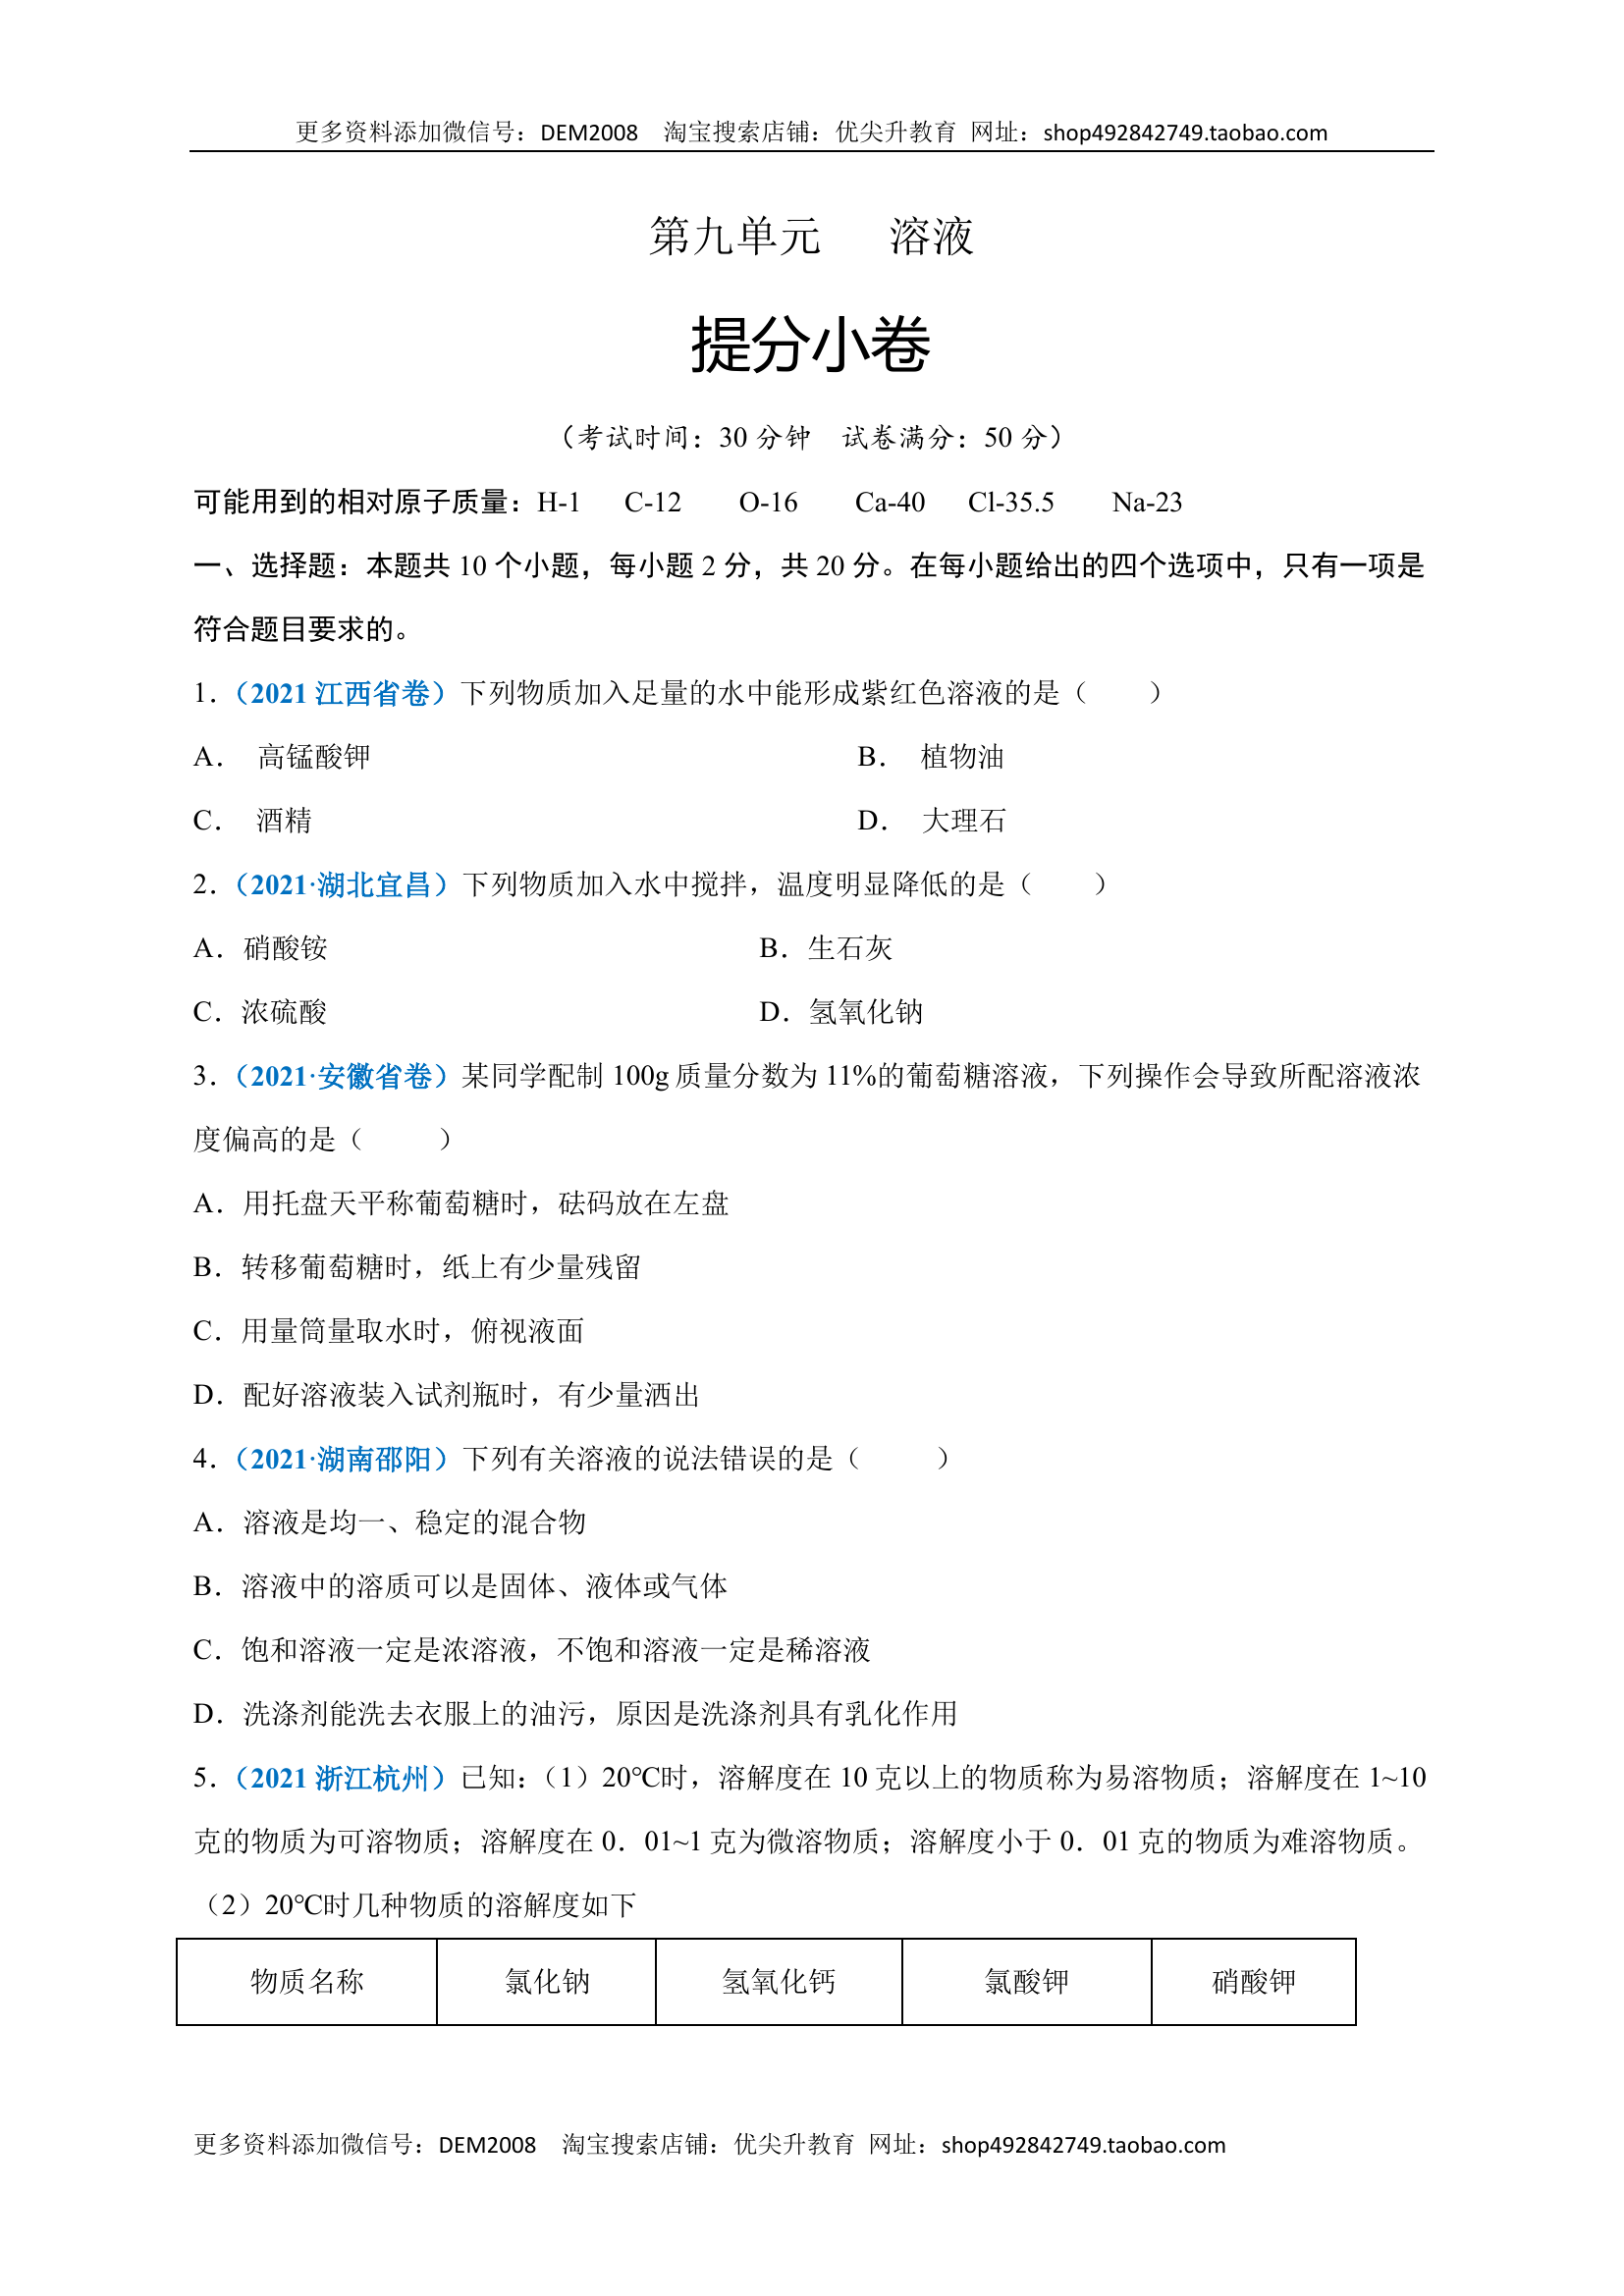 更多资料添加微信号：DEM2008 淘宝搜索店铺：优尖升教育 网址：shop492842749.taobao.com
第九单元 溶液
提分小卷
（考试时间：30 分钟 试卷满分：50 分）
可能用到的相对原子质量：H-1 C-12 O-16 Ca-40 Cl-35.5 Na-23
一、选择题：本题共 10 个小题，每小题 2 分，共 20 分。在每小题给出的四个选项中，只有一项是
符合题目要求的。
1．（2021 江西省卷）下列物质加入足量的水中能形成紫红色溶液的是（ ）
A． 高锰酸钾 B． 植物油
C． 酒精 D． 大理石
2．（2021·湖北宜昌）下列物质加入水中搅拌，温度明显降低的是（ ）
A．硝酸铵 B．生石灰
C．浓硫酸 D．氢氧化钠
3．（2021·安徽省卷）某同学配制 100g 质量分数为 11%的葡萄糖溶液，下列操作会导致所配溶液浓
度偏高的是（ ）
A．用托盘天平称葡萄糖时，砝码放在左盘
B．转移葡萄糖时，纸上有少量残留
C．用量筒量取水时，俯视液面
D．配好溶液装入试剂瓶时，有少量洒出
4．（2021·湖南邵阳）下列有关溶液的说法错误的是（ ）
A．溶液是均一、稳定的混合物
B．溶液中的溶质可以是固体、液体或气体
C．饱和溶液一定是浓溶液，不饱和溶液一定是稀溶液
D．洗涤剂能洗去衣服上的油污，原因是洗涤剂具有乳化作用
5．（2021 浙江杭州）已知：（1）20℃时，溶解度在 10 克以上的物质称为易溶物质；溶解度在 1~10
克的物质为可溶物质；溶解度在 0．01~1 克为微溶物质；溶解度小于 0．01 克的物质为难溶物质。
（2）20℃时几种物质的溶解度如下
物质名称 氯化钠 氢氧化钙 氯酸钾 硝酸钾
更多资料添加微信号：DEM2008 淘宝搜索店铺：优尖升教育 网址：shop492842749.taobao.com